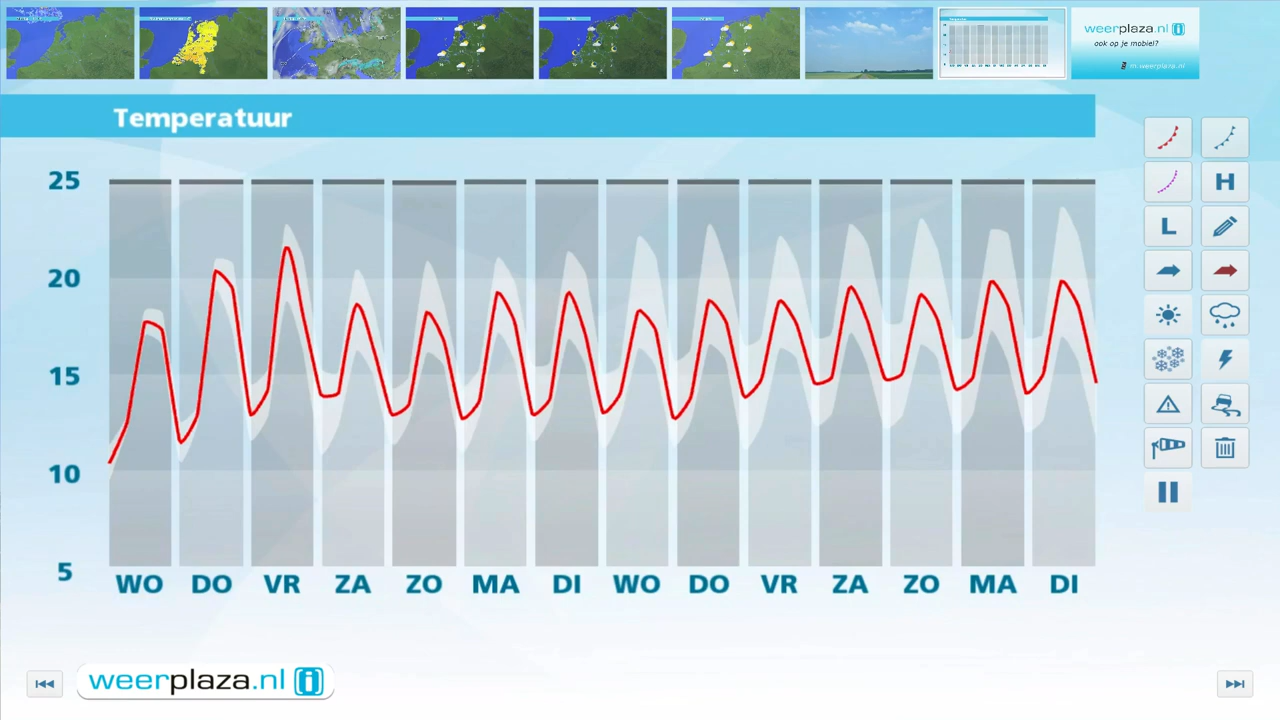 weerplaza.nl
ook op je mobiel?
m.weerplaza.nl
Temperatuur
25
20
15
10
5
WO DO VR ZA ZO MA DI WO DO VR ZA ZO MA DI
H
L
weerplaza.nl